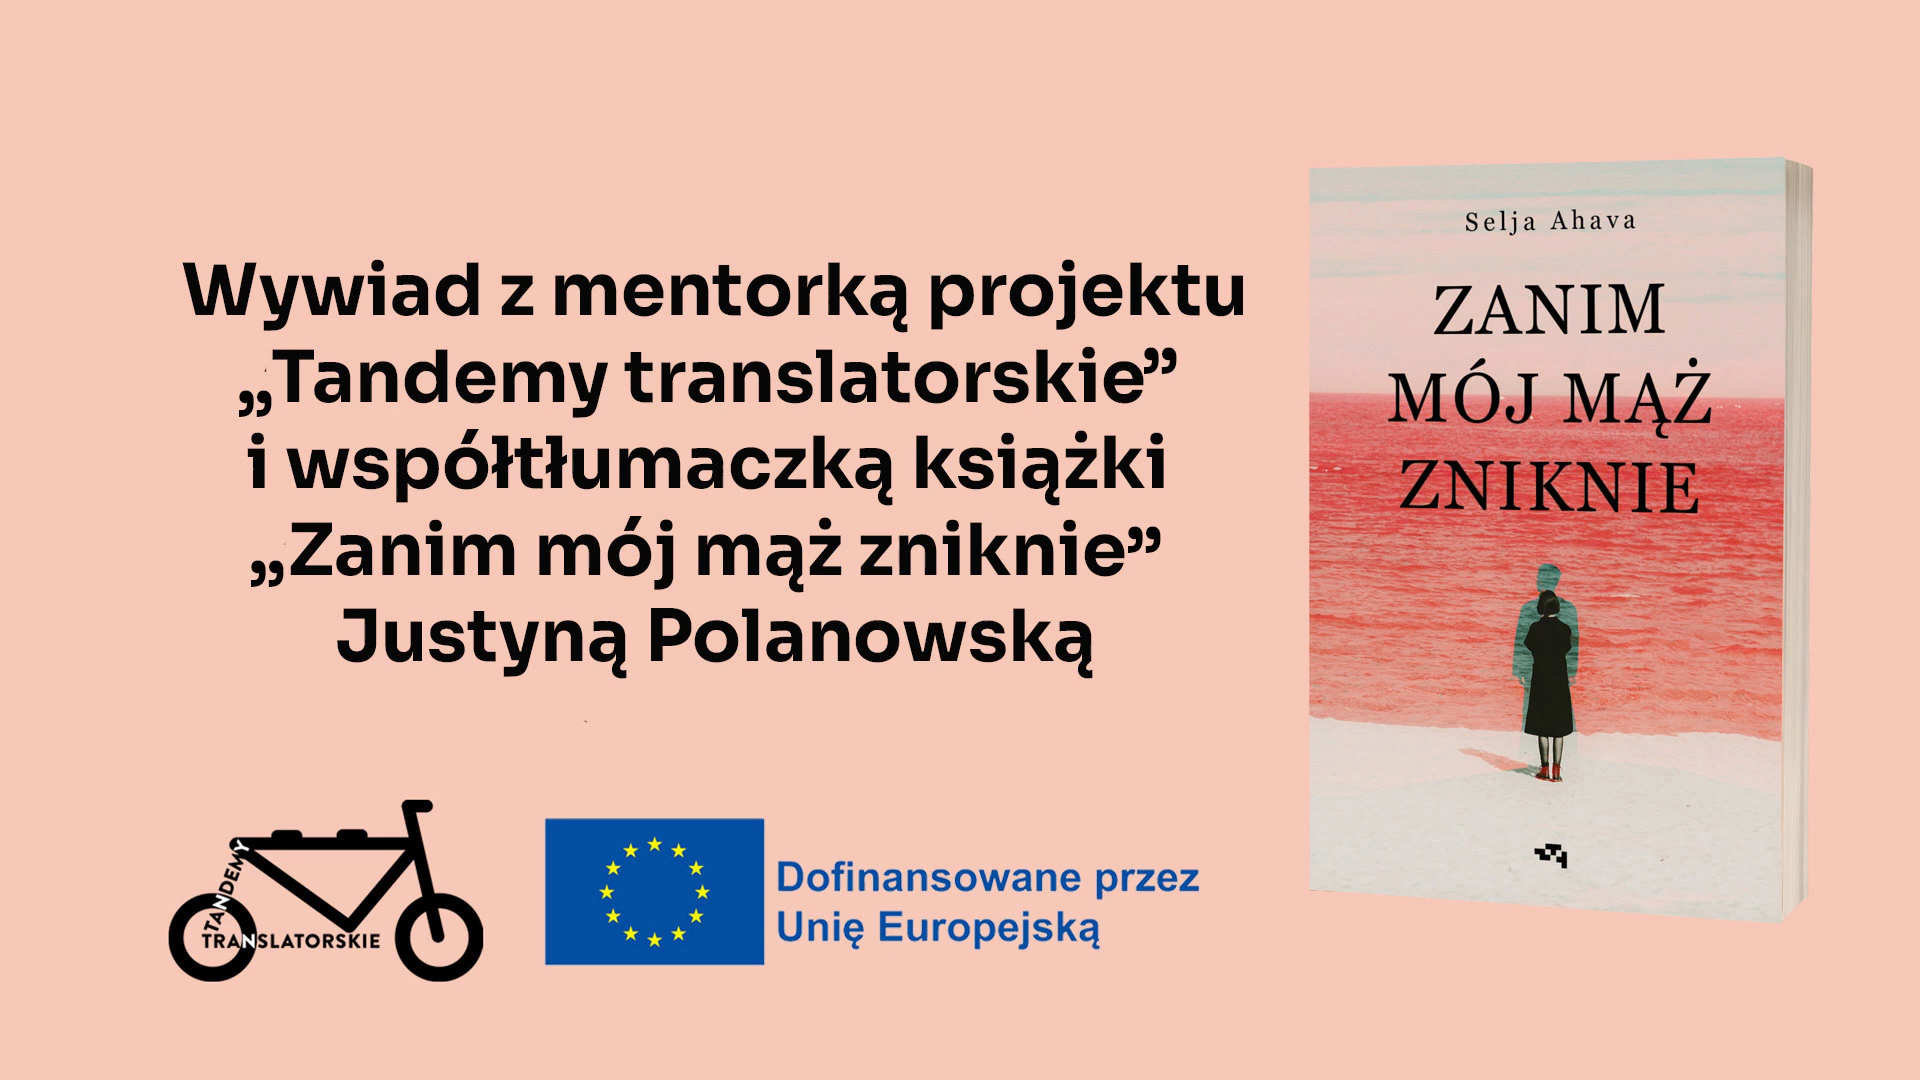 Wywiad z mentorką projektu
„Tandemy translatorskie”
i współtłumaczką książki
„Zanim mój mąż zniknie”
Justyną Polanowską
TANDEMY
TRANSLATORSKIE
Dofinansowane przez
Unię Europejską
Selja Ahava
ZANIM
MÓJ MĄŻ
ZNIKNIE